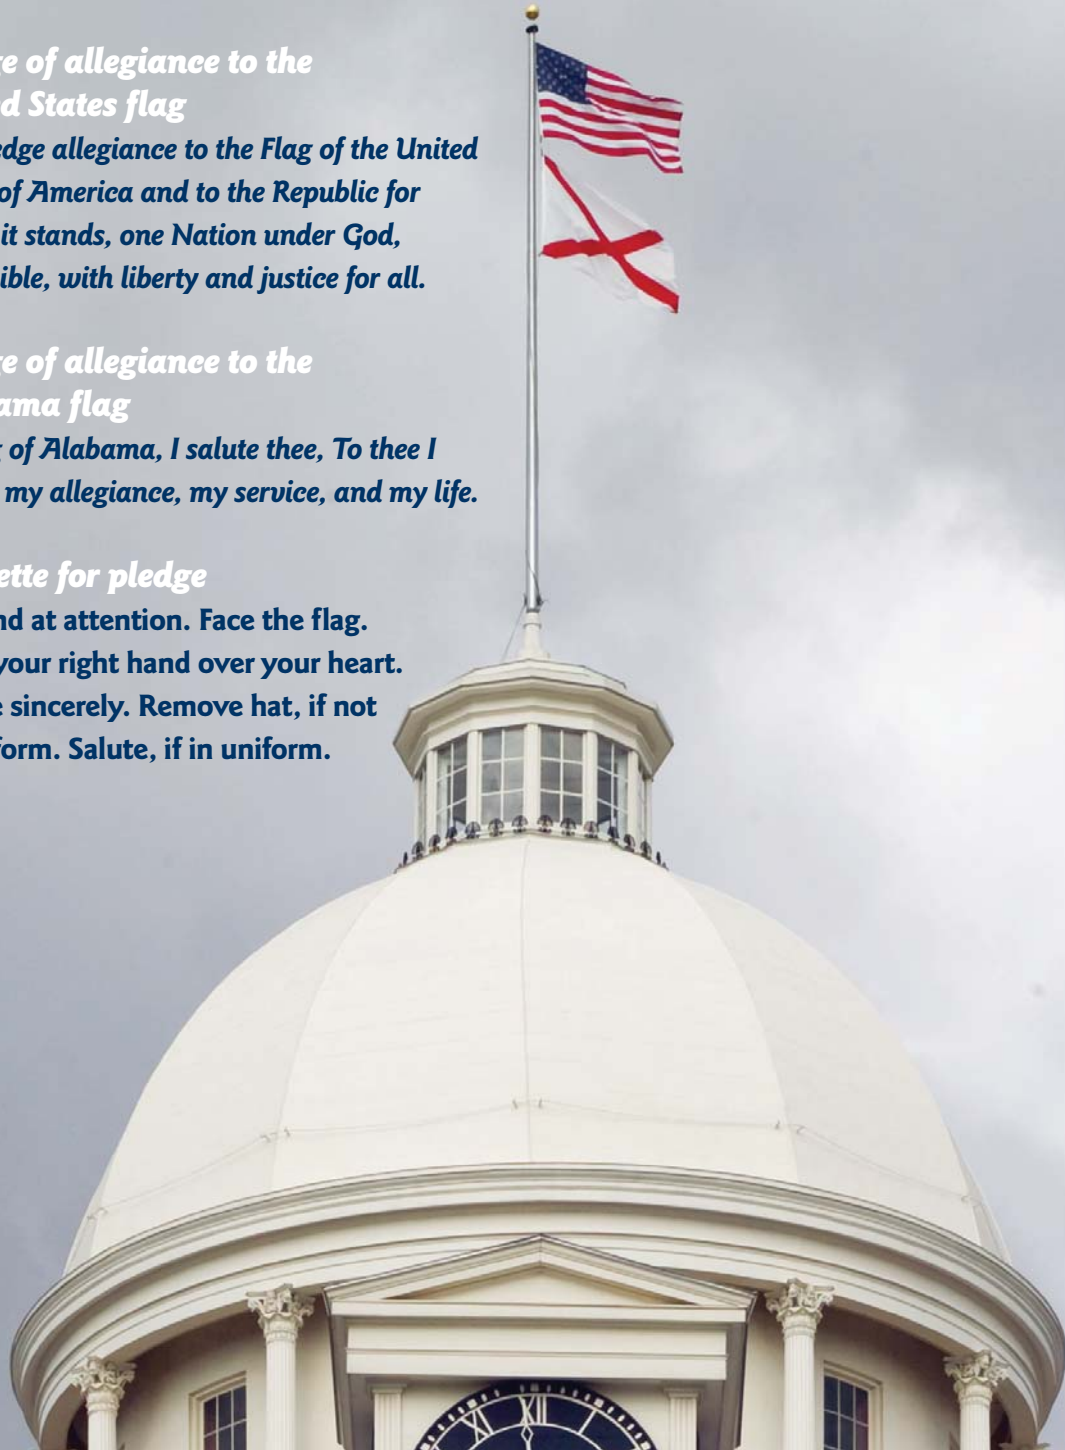 e of allegiance to the
d States flag
edge allegiance to the Flag of the United
of America and to the Republic for
it stands, one Nation under God,
ible, with liberty and justice for all.
e of allegiance to the
ama flag
of Alabama, I salute thee, To thee I
my allegiance, my service, and my life.
ette for pledge
nd at attention. Face the flag.
your right hand over your heart.
e sincerely. Remove hat, if not
form. Salute, if in uniform.
XI XII I